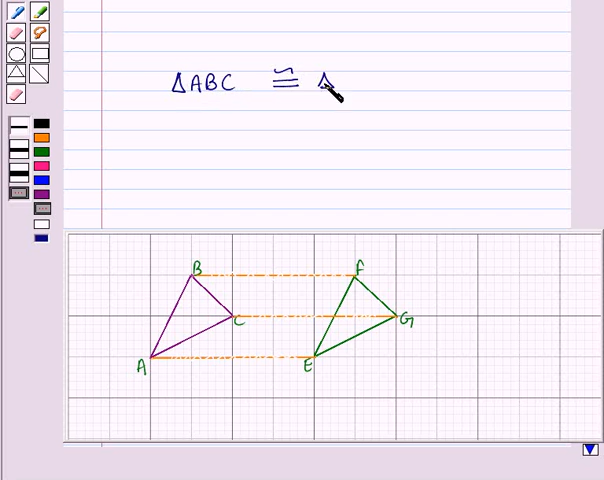 ΔABC ≅ Δ
B F
C G
A E